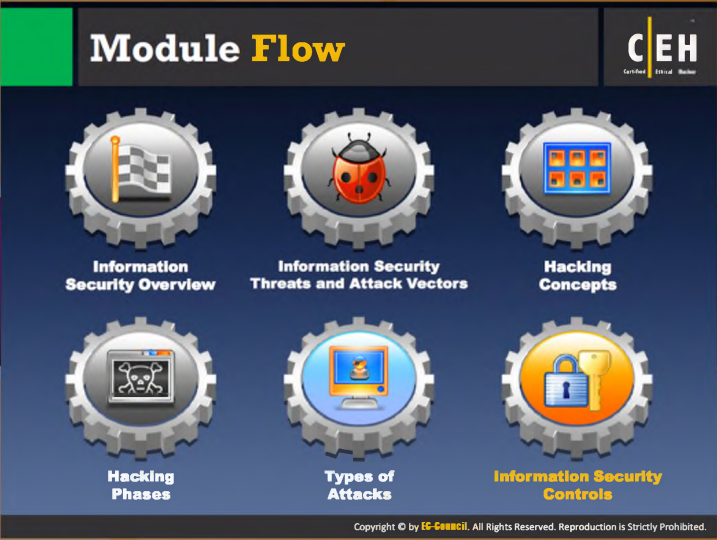 Module Flow
C EH
Certified Ethical Hacker
Information
Security Overview
Information Security
Threats and Attack Vectors
Hacking
Concepts
Hacking
Phases
Types of
Attacks
Information Security
Controls
Copyright © by EC-Council. All Rights Reserved. Reproduction is Strictly Prohibited.